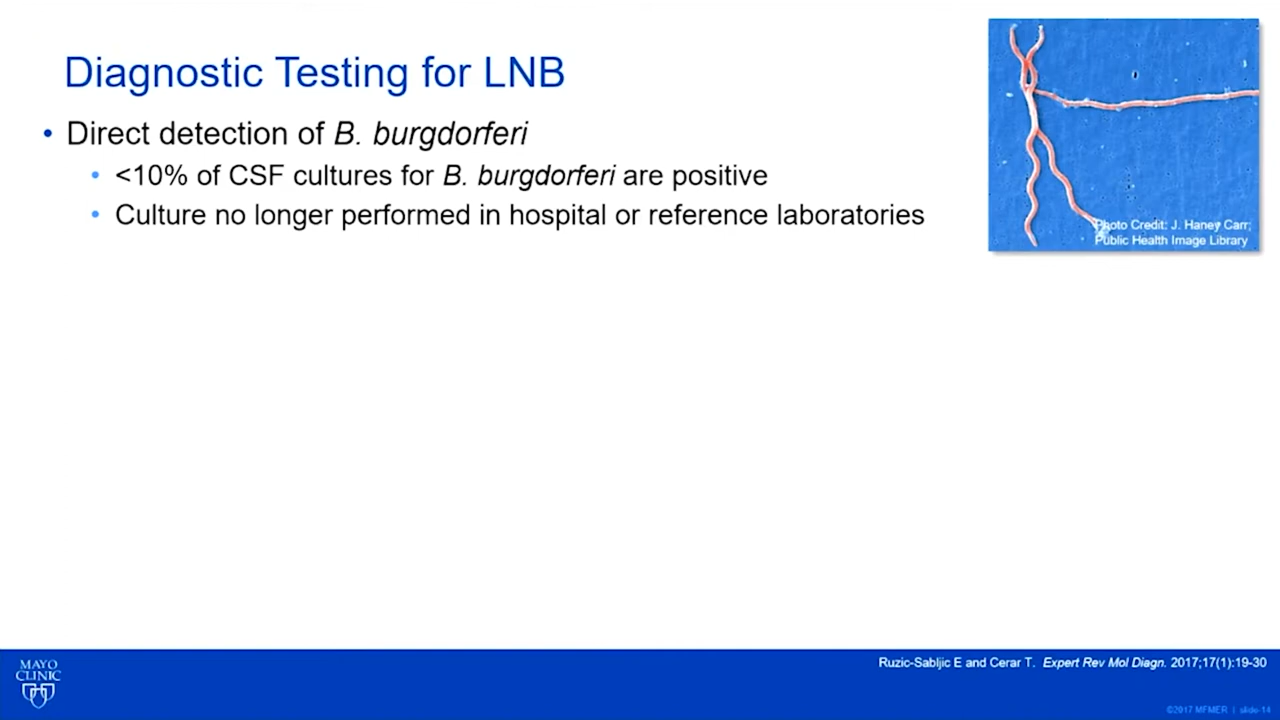 Diagnostic Testing for LNB
• Direct detection of B. burgdorferi
• <10% of CSF cultures for B. burgdorferi are positive
• Culture no longer performed in hospital or reference laboratories
Photo Credit: J. Haney Carr;
Public Health Image Library
MAYO
CLINIC
Ruzic-Sabljic E and Cerar T. Expert Rev Mol Diagn. 2017;17(1):19-30
©2017 MFMER | slide-14